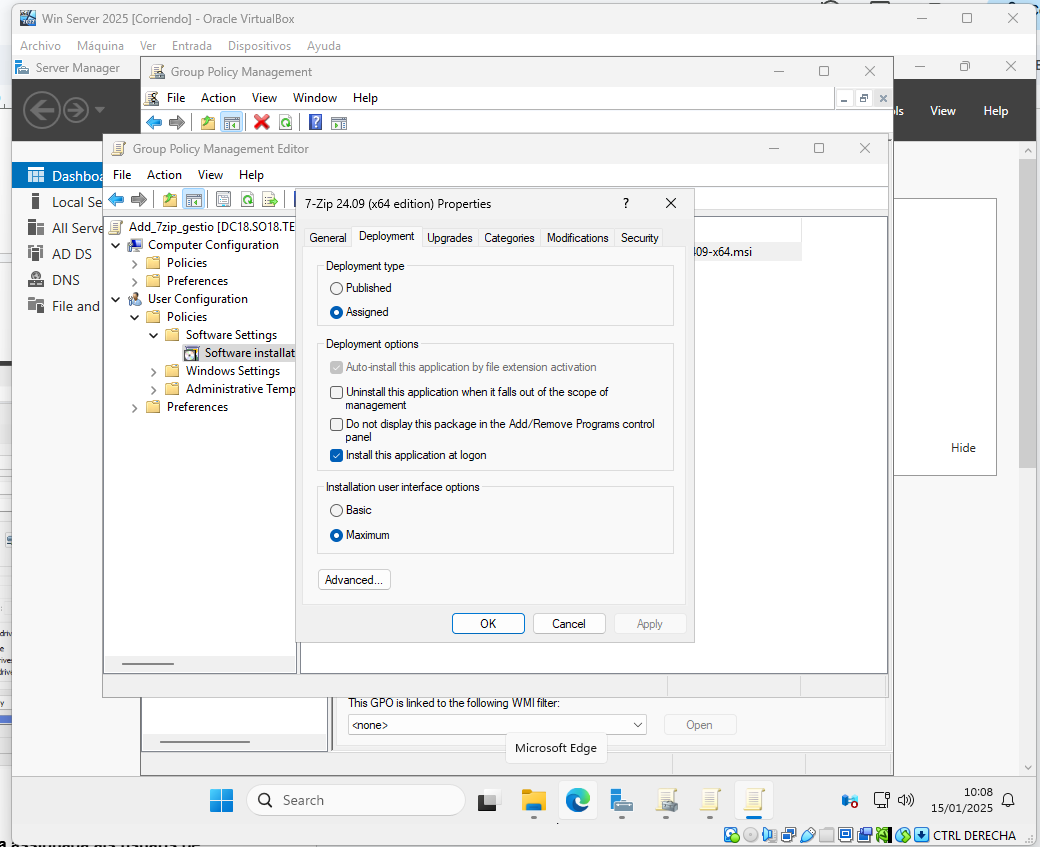 Win Server 2025 [Corriendo] - Oracle VirtualBox
Archivo Máquina Ver Entrada Dispositivos Ayuda
Server Manager
Group Policy Management
File Action View Window Help
View Help
Group Policy Management Editor
File Action View Help
Dashboa
Local Se
All Serve
AD DS
DNS
File and
Add_7zip_gestio [DC18.SO18.TE
Computer Configuration
Policies
Preferences
User Configuration
Policies
Software Settings
Software installat
Windows Settings
Administrative Temp
Preferences
7-Zip 24.09 (x64 edition) Properties
?
General Deployment Upgrades Categories Modifications Security
409-x64.msi
Deployment type
Published
Assigned
Deployment options
Auto-install this application by file extension activation
Uninstall this application when it falls out of the scope of
management
Do not display this package in the Add/Remove Programs control
panel
Install this application at logon
Installation user interface options
Basic
Maximum
Advanced...
OK Cancel Apply
Hide
This GPO is linked to the following WMI filter:
<none>
Open
Microsoft Edge
Search
10:08
15/01/2025
CTRL DERECHA